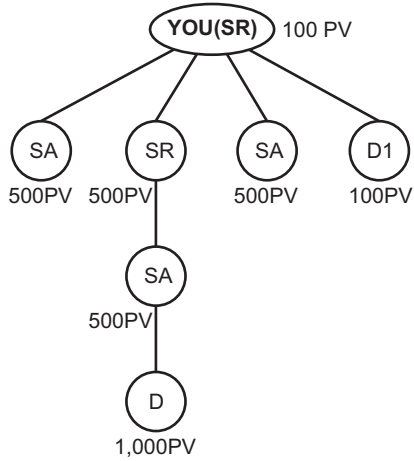 YOU(SR) 100 PV
SA SR SA D1
500PV 500PV 500PV 100PV
SA
500PV
D
1,000PV